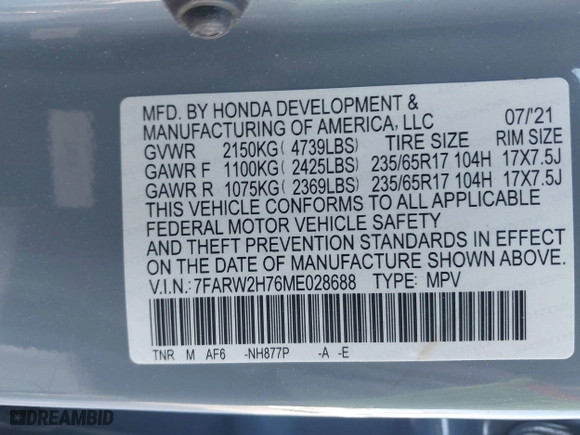 MFD. BY HONDA DEVELOPMENT &
MANUFACTURING OF AMERICA, LLC 07/'21
GVWR 2150KG ( 4739LBS) TIRE SIZE RIM SIZE
GAWR F 1100KG ( 2425LBS) 235/65R17 104H 17X7.5J
GAWR R 1075KG ( 2369LBS) 235/65R17 104H 17X7.5J
THIS VEHICLE CONFORMS TO ALL APPLICABLE
FEDERAL MOTOR VEHICLE SAFETY
AND THEFT PREVENTION STANDARDS IN EFFECT
ON THE DATE OF MANUFACTURE SHOWN ABOVE.
V.I.N.:7FARW2H76ME028688 TYPE: MPV
TNR M AF6 -NH877P -A -E
DREAMBID